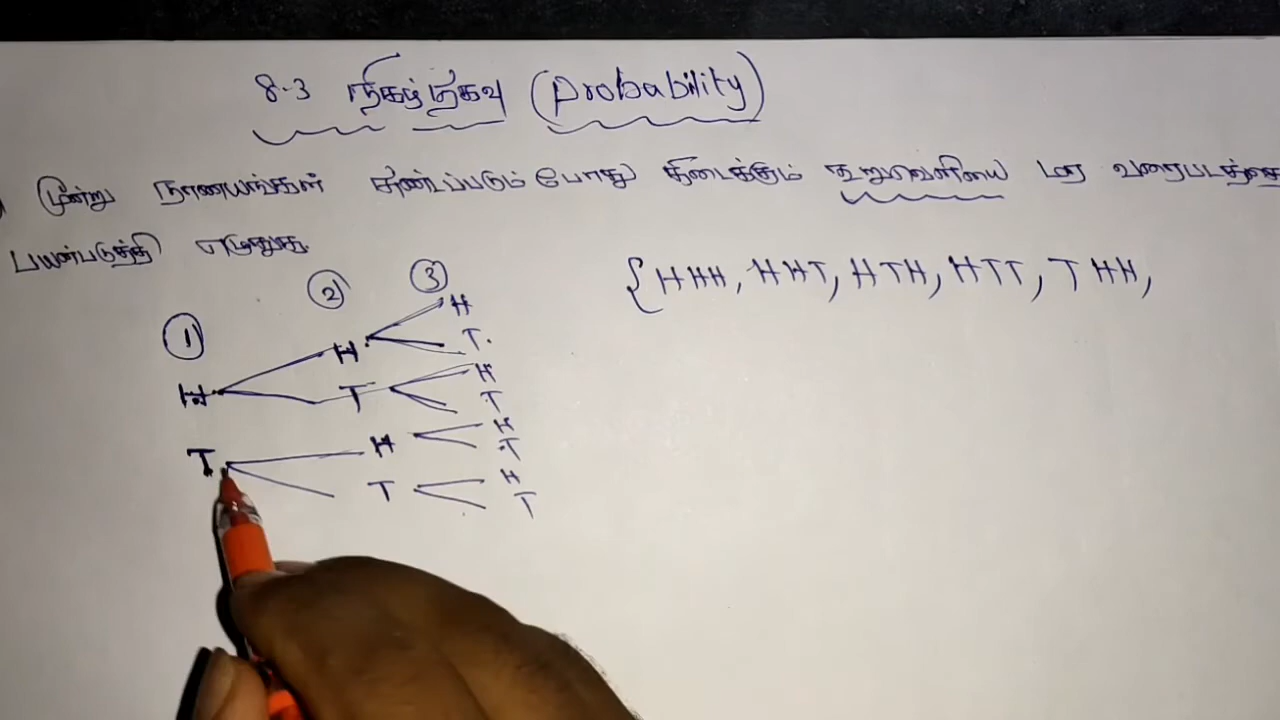 8.3 நிகழ்தகவு (Probability)
மூன்று நாணயங்கள் சுண்டப்படும்போது கிடைக்கும் கூறுவெளியை மர வரைபடத்தை
பயன்படுத்தி எழுதுக.
{HHH, HHT, HTH, HTT, THH,
① ② ③
H
H T
H
H T T
H
T H T
H
T T